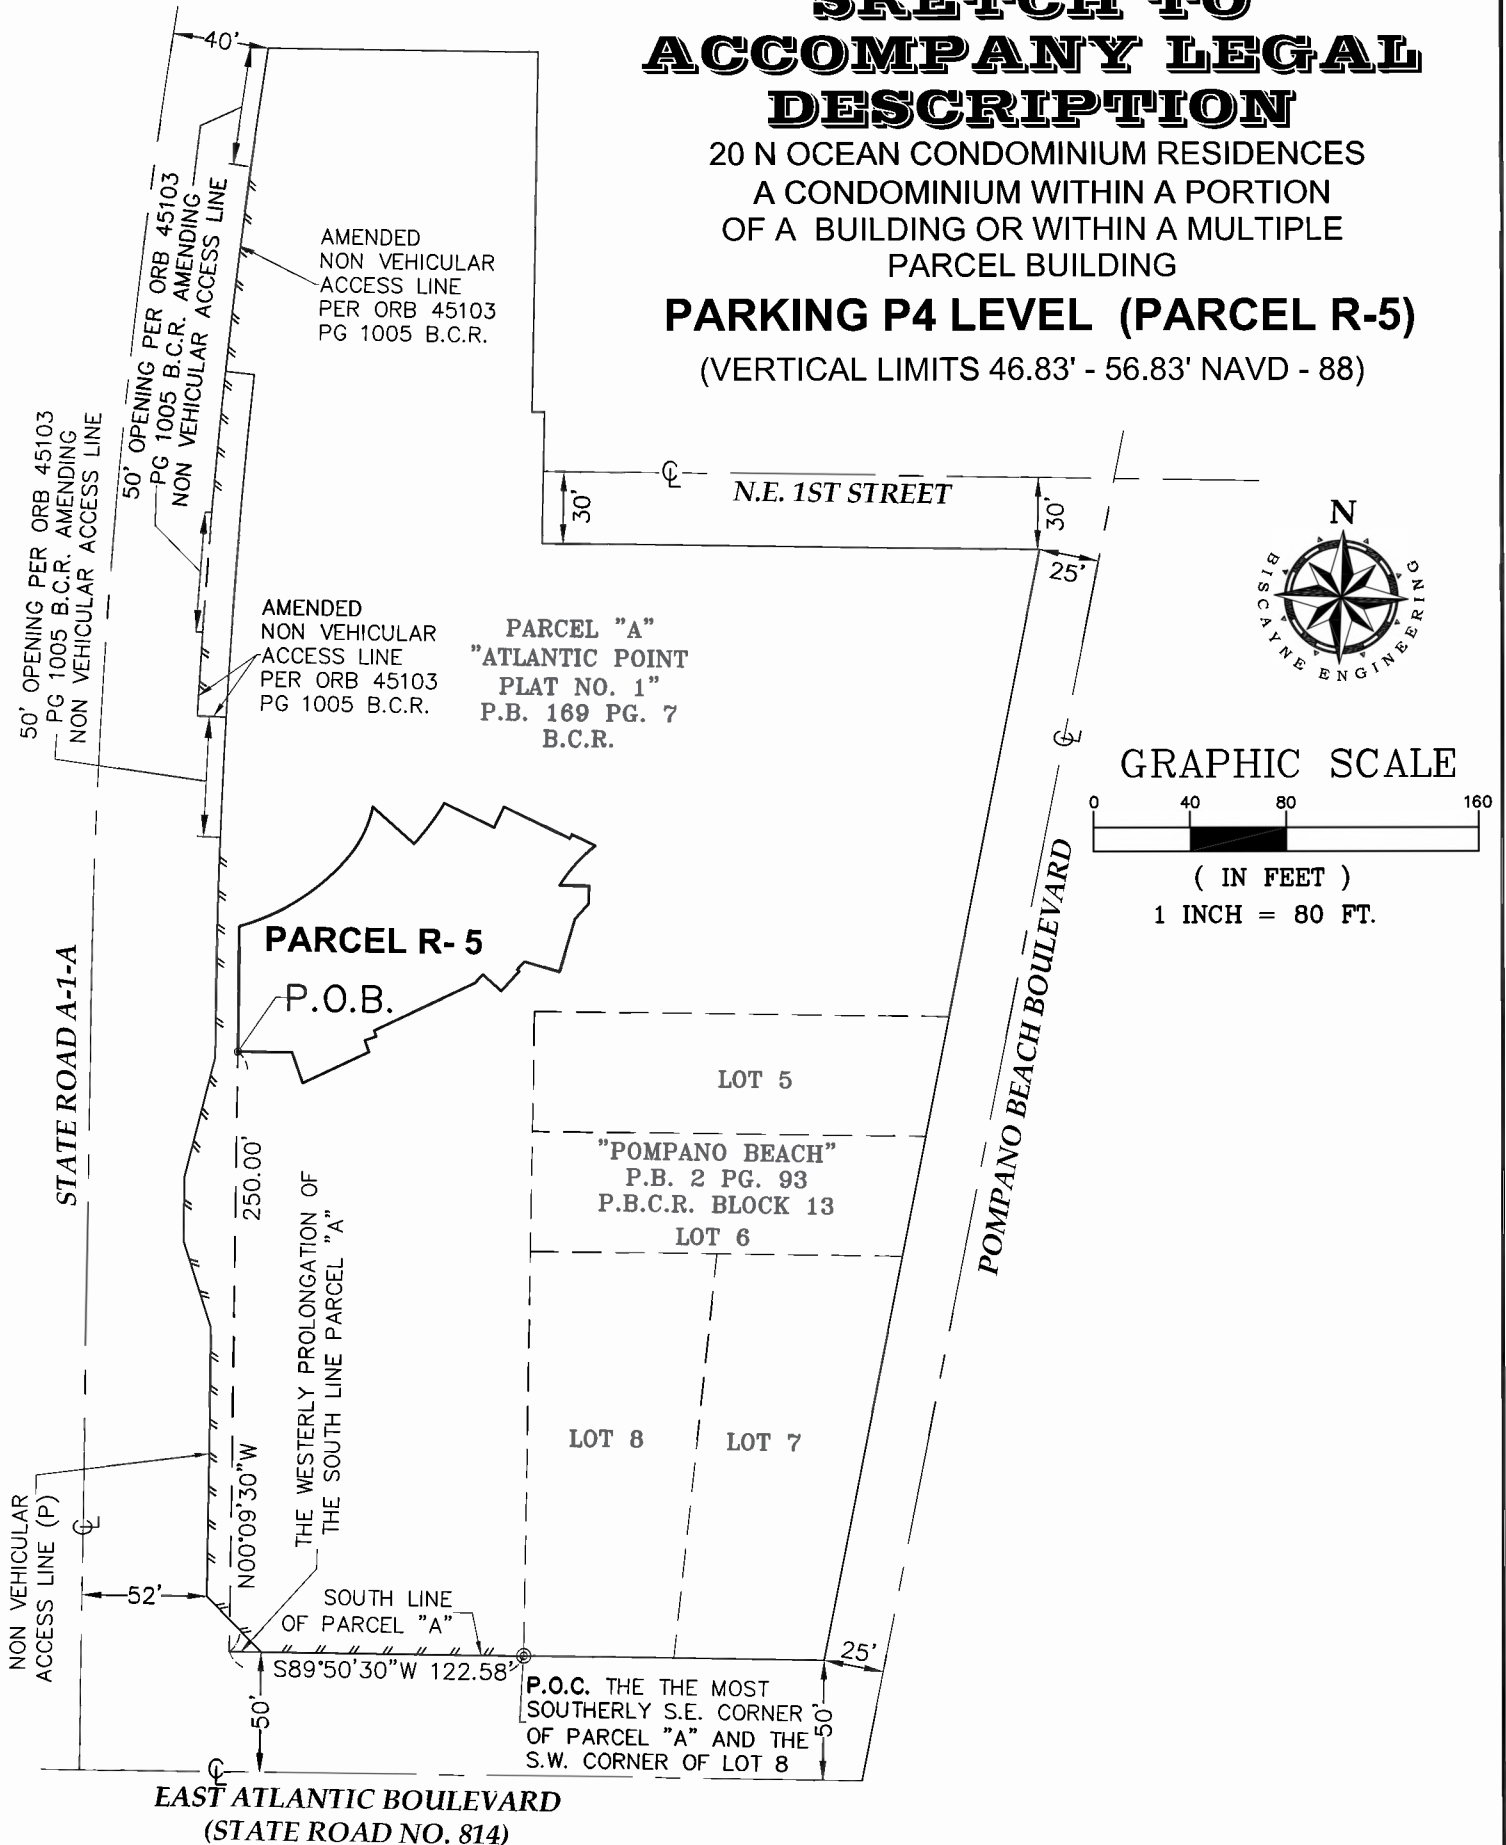 SKETCH TO
ACCOMPANY LEGAL
DESCRIPTION
20 N OCEAN CONDOMINIUM RESIDENCES
A CONDOMINIUM WITHIN A PORTION
OF A BUILDING OR WITHIN A MULTIPLE
PARCEL BUILDING
PARKING P4 LEVEL (PARCEL R-5)
(VERTICAL LIMITS 46.83' - 56.83' NAVD - 88)
40'
50' OPENING PER ORB 45103
PG 1005 B.C.R. AMENDING
NON VEHICULAR ACCESS LINE
AMENDED
NON VEHICULAR
ACCESS LINE
PER ORB 45103
PG 1005 B.C.R.
50' OPENING PER ORB 45103
PG 1005 B.C.R. AMENDING
NON VEHICULAR ACCESS LINE
CL
N.E. 1ST STREET
30'
30'
25'
N
BISCAYNE ENGINEERING
AMENDED
NON VEHICULAR
ACCESS LINE
PER ORB 45103
PG 1005 B.C.R.
PARCEL "A"
"ATLANTIC POINT
PLAT NO. 1"
P.B. 169 PG. 7
B.C.R.
CL
GRAPHIC SCALE
0 40 80 160
( IN FEET )
1 INCH = 80 FT.
POMPANO BEACH BOULEVARD
PARCEL R- 5
P.O.B.
STATE ROAD A-1-A
LOT 5
"POMPANO BEACH"
P.B. 2 PG. 93
P.B.C.R. BLOCK 13
LOT 6
250.00'
N00°09'30"W
THE WESTERLY PROLONGATION OF
THE SOUTH LINE PARCEL "A"
LOT 8
LOT 7
NON VEHICULAR
ACCESS LINE (P)
CL
52'
SOUTH LINE
OF PARCEL "A"
S89°50'30"W 122.58'
25'
50'
50'
P.O.C. THE THE MOST
SOUTHERLY S.E. CORNER
OF PARCEL "A" AND THE
S.W. CORNER OF LOT 8
CL
EAST ATLANTIC BOULEVARD
(STATE ROAD NO. 814)